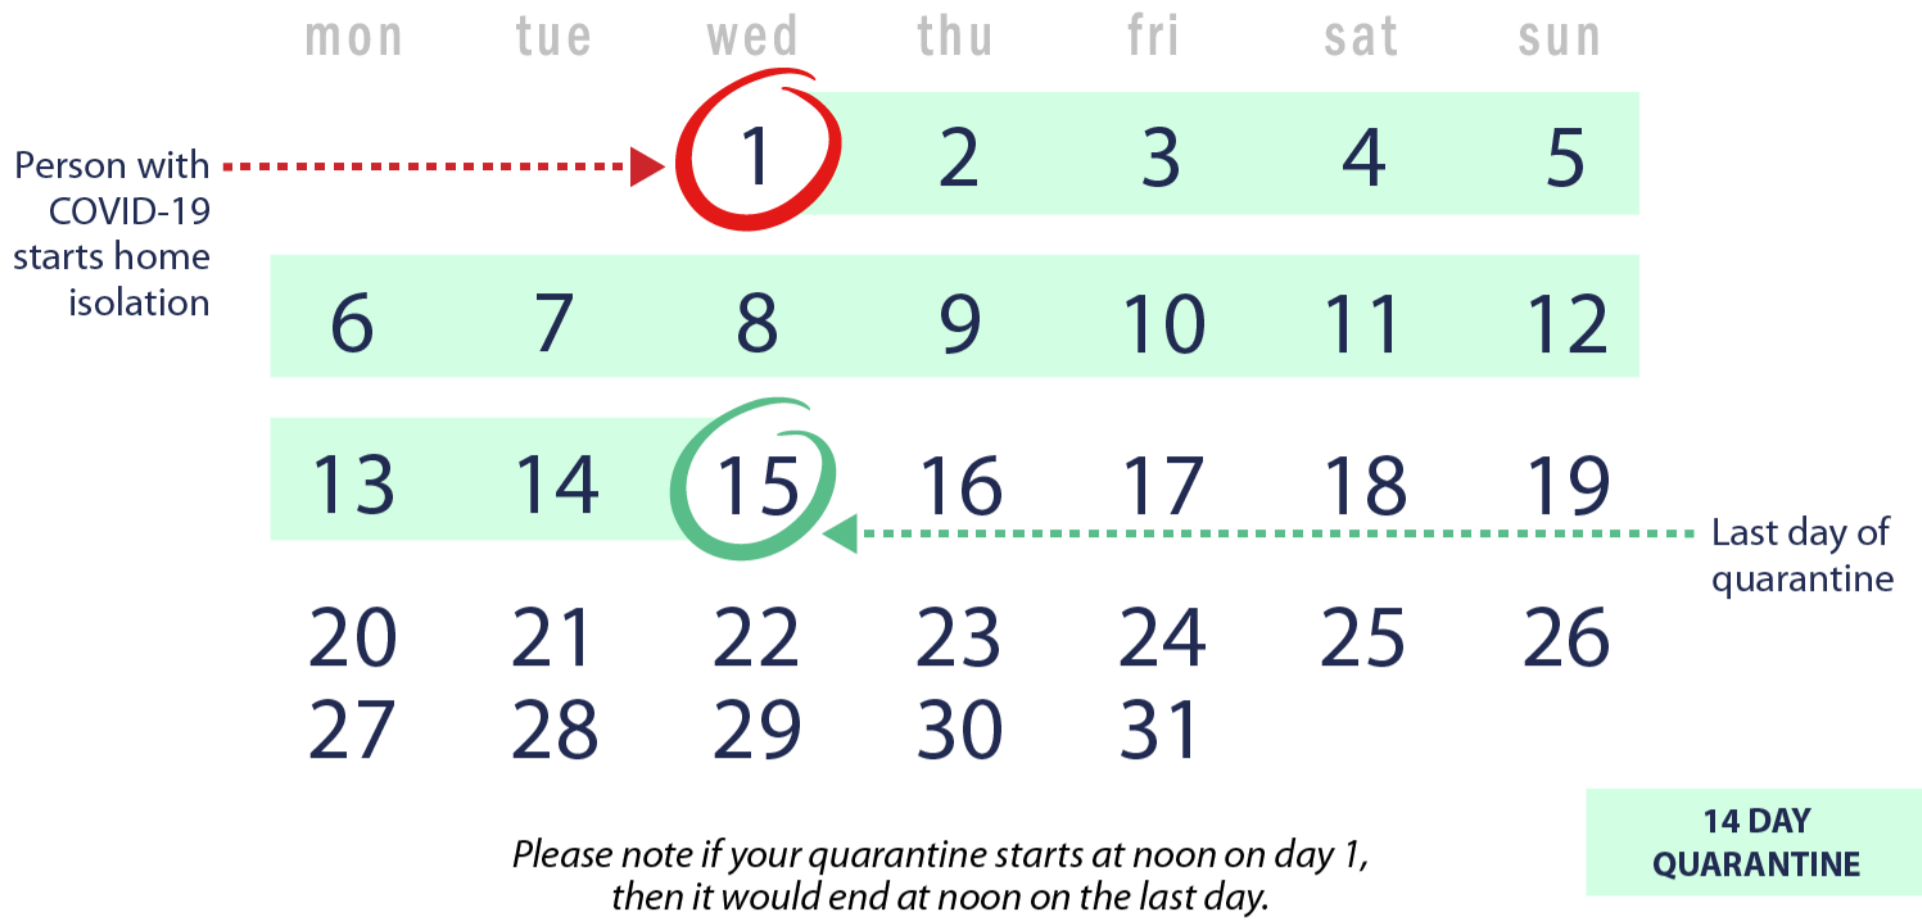 mon tue wed thu fri sat sun
Person with
COVID-19
starts home
isolation
1 2 3 4 5
6 7 8 9 10 11 12
13 14 15 16 17 18 19
Last day of
quarantine
20 21 22 23 24 25 26
27 28 29 30 31
Please note if your quarantine starts at noon on day 1,
then it would end at noon on the last day.
14 DAY
QUARANTINE